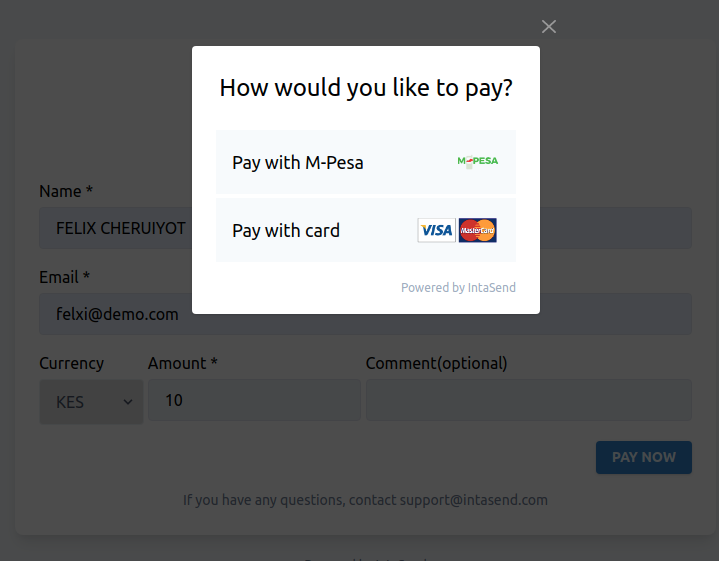 How would you like to pay?
Pay with M-Pesa M-PESA
Pay with card VISA MasterCard
Powered by IntaSend
Name *
FELIX CHERUIYOT
Email *
felxi@demo.com
Currency Amount * Comment(optional)
KES 10
PAY NOW
If you have any questions, contact support@intasend.com